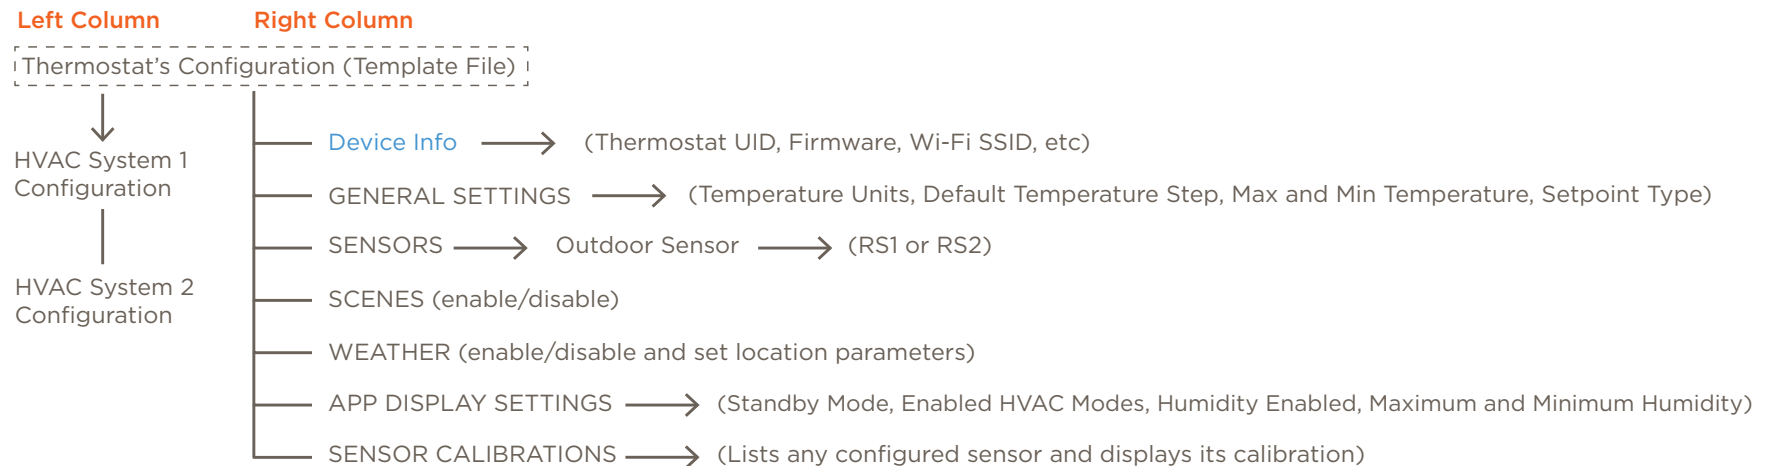 Left Column
Right Column
Thermostat's Configuration (Template File)
Device Info
(Thermostat UID, Firmware, Wi-Fi SSID, etc)
HVAC System 1
Configuration
GENERAL SETTINGS
(Temperature Units, Default Temperature Step, Max and Min Temperature, Setpoint Type)
SENSORS
Outdoor Sensor
(RS1 or RS2)
HVAC System 2
Configuration
SCENES (enable/disable)
WEATHER (enable/disable and set location parameters)
APP DISPLAY SETTINGS
(Standby Mode, Enabled HVAC Modes, Humidity Enabled, Maximum and Minimum Humidity)
SENSOR CALIBRATIONS
(Lists any configured sensor and displays its calibration)